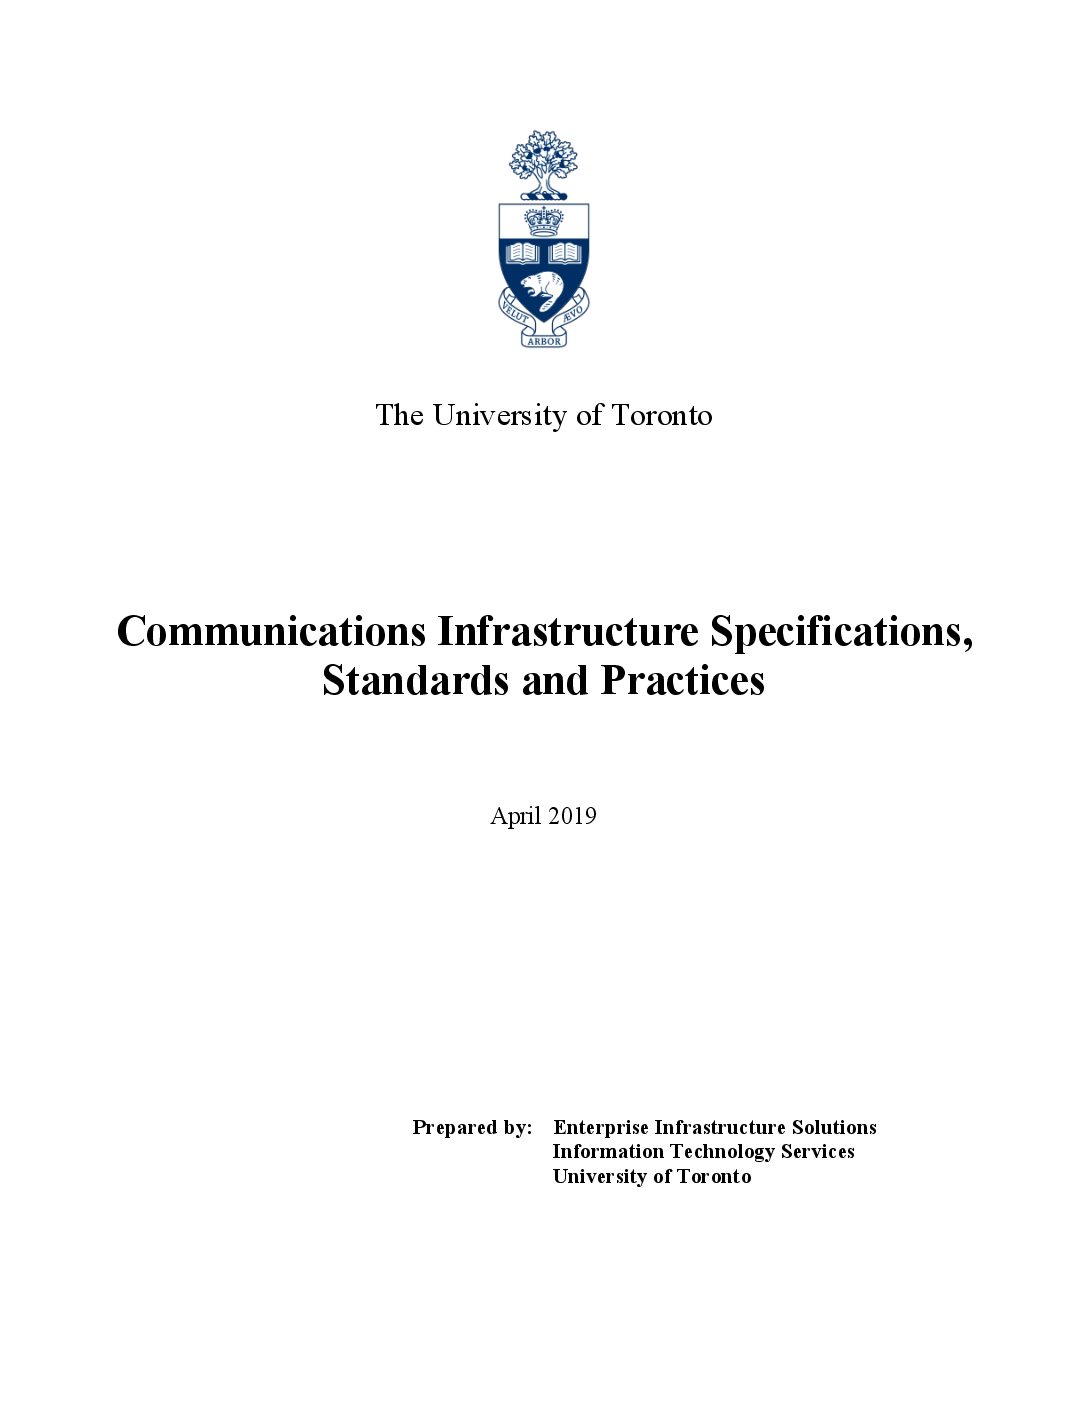 VELUT
ARBOR
ÆVO
The University of Toronto
Communications Infrastructure Specifications,
Standards and Practices
April 2019
Prepared by: Enterprise Infrastructure Solutions
Information Technology Services
University of Toronto